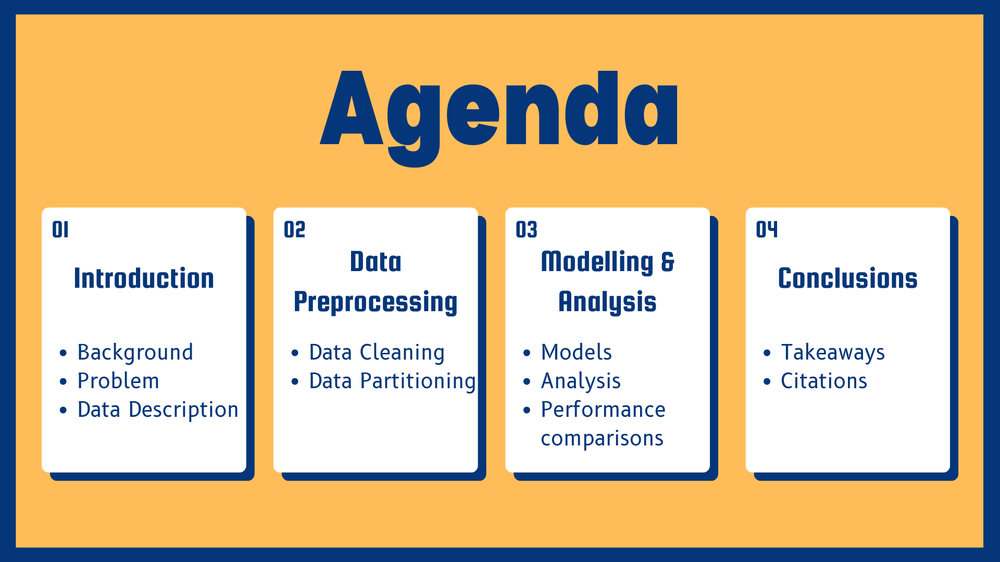 Agenda
01
Introduction
• Background
• Problem
• Data Description
02
Data
Preprocessing
• Data Cleaning
• Data Partitioning
03
Modelling &
Analysis
• Models
• Analysis
• Performance
comparisons
04
Conclusions
• Takeaways
• Citations